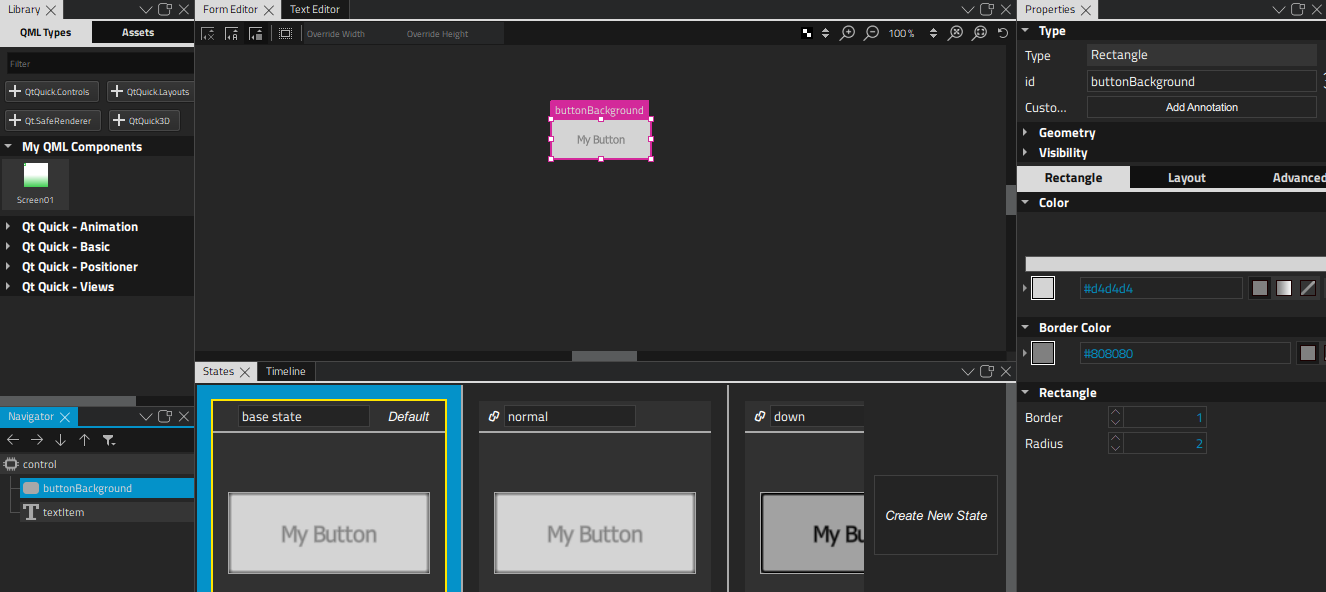 Library
QML Types
Assets
Filter
QtQuick.Controls
QtQuick.Layouts
Qt.SafeRenderer
QtQuick3D
My QML Components
Screen01
Qt Quick - Animation
Qt Quick - Basic
Qt Quick - Positioner
Qt Quick - Views
Navigator
control
buttonBackground
textItem
Form Editor
Text Editor
Override Width
Override Height
100%
buttonBackground
My Button
States
Timeline
base state
Default
normal
down
My Button
My Button
My Bu
Create New State
Properties
Type
Type
Rectangle
id
buttonBackground
Custo...
Add Annotation
Geometry
Visibility
Rectangle
Layout
Advanced
Color
#d4d4d4
Border Color
#808080
Rectangle
Border
1
Radius
2